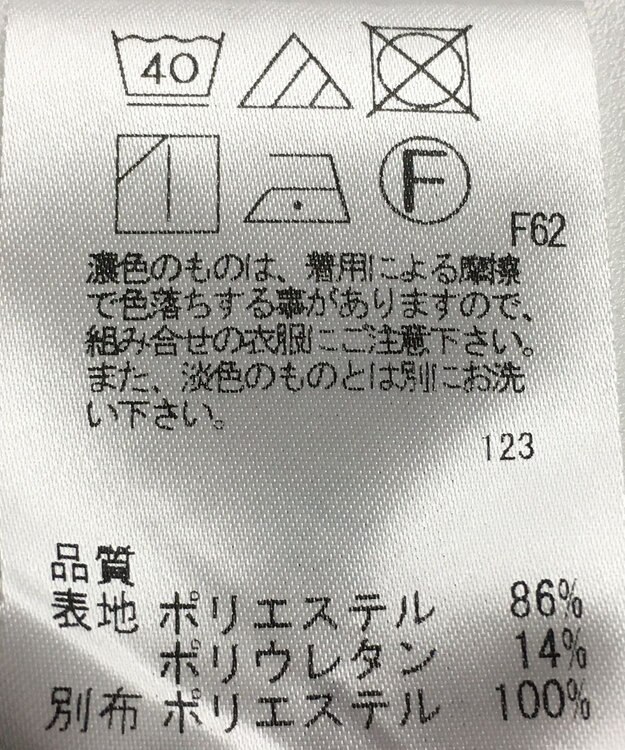 40
F
F62
濃色のものは、着用による摩擦
で色落ちする事がありますので、
組み合せの衣服にご注意下さい。
また、淡色のものとは別にお洗
い下さい。
123
品質
表地 ポリエステル 86%
ポリウレタン 14%
別布 ポリエステル 100%